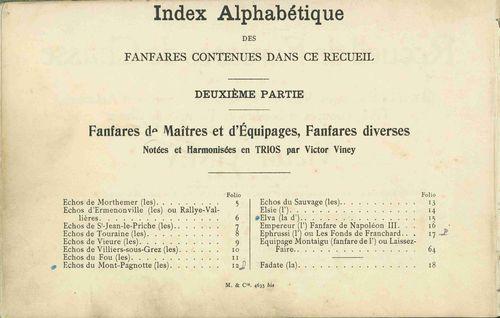 Index Alphabétique
DES
FANFARES CONTENUES DANS CE RECUEIL
DEUXIÈME PARTIE
Fanfares de Maîtres et d'Équipages, Fanfares diverses
Notées et Harmonisées en TRIOS par Victor Viney
Folio
Echos de Morthemer (les). 5
Echos d'Ermenonville (les) ou Rallye-Val-
lières. 6
Echos de St-Jean-le-Priche (les) 7
Echos de Touraine (les). 8
Echos de Vieure (les). 9
Echos de Villiers-sous-Grez (les) 10
Echos du Fou (les) 11
Echos du Mont-Pagnotte (les) 12
Folio
Echos du Sauvage (les). 13
Elsie (l') 14
Elva (la d'). 15
Empereur (l') Fanfare de Napoléon III. 16
Ephrussi (l') ou Les Fonds de Franchard. 17
Equipage Montaigu (fanfare de l') ou Laissez-
Faire. 64
Fadate (la) 18
M. & Cie. 4693 bis